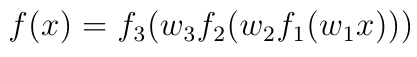 f(x) = f₃(w₃f₂(w₂f₁(w₁x)))